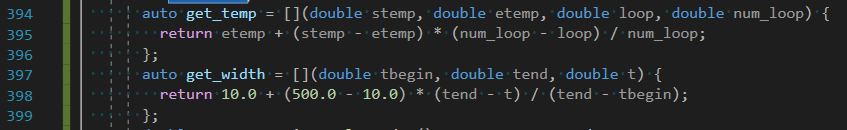 394 auto get_temp = [](double stemp, double etemp, double loop, double num_loop) {
395 return etemp + (stemp - etemp) * (num_loop - loop) / num_loop;
396 };
397 auto get_width = [](double tbegin, double tend, double t) {
398 return 10.0 + (500.0 - 10.0) * (tend - t) / (tend - tbegin);
399 };